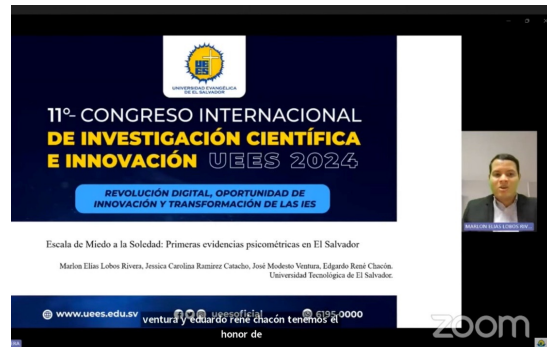 UNIVERSIDAD EVANGÉLICA
DE EL SALVADOR
11º- CONGRESO INTERNACIONAL
DE INVESTIGACIÓN CIENTÍFICA
E INNOVACIÓN UEES 2024
REVOLUCIÓN DIGITAL, OPORTUNIDAD DE
INNOVACIÓN Y TRANSFORMACIÓN DE LAS IES
MARLON ELIAS LOBOS RIV...
Escala de Miedo a la Soledad: Primeras evidencias psicométricas en El Salvador
Marlon Elías Lobos Rivera, Jessica Carolina Ramírez Catacho, José Modesto Ventura, Edgardo René Chacón.
Universidad Tecnológica de El Salvador.
www.uees.edu.sv ueesoficial 6195-0000
ventura y eduardo rené chacón tenemos el
honor de
zoom